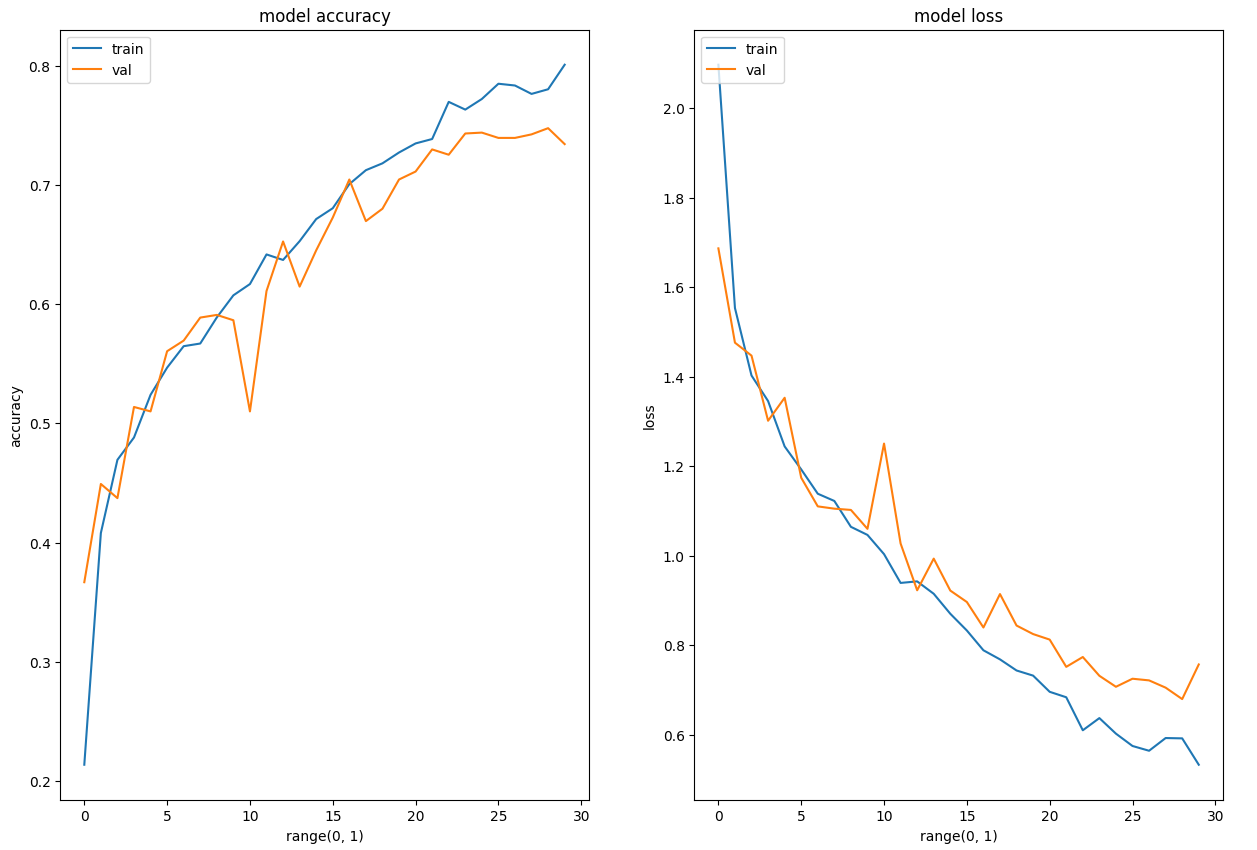 model accuracy
train
val
0.8
0.7
0.6
0.5
0.4
0.3
0.2
accuracy
0 5 10 15 20 25 30
range(0, 1)
model loss
train
val
2.0
1.8
1.6
1.4
1.2
1.0
0.8
0.6
loss
0 5 10 15 20 25 30
range(0, 1)